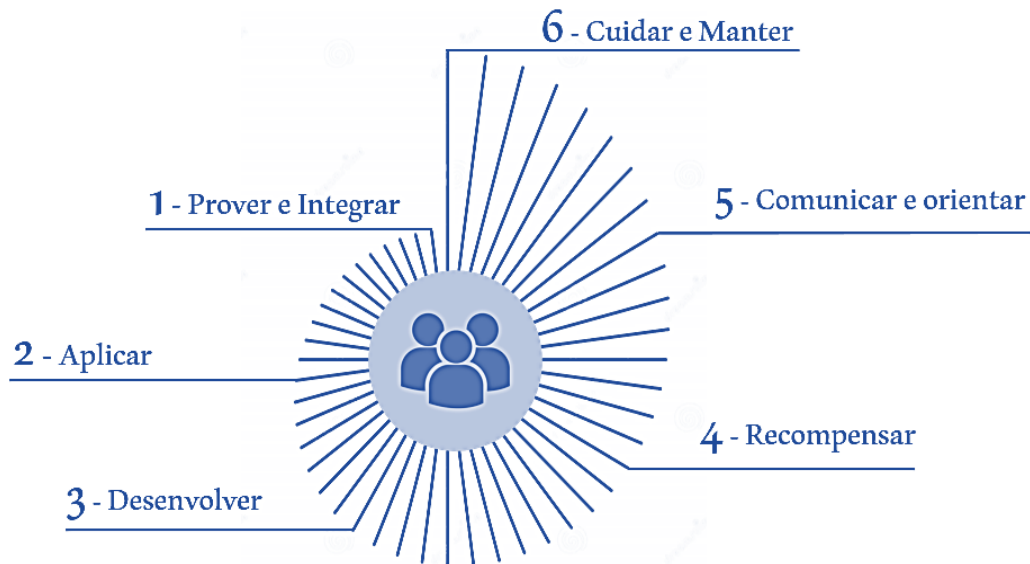 6 - Cuidar e Manter
1 - Prover e Integrar
5 - Comunicar e orientar
2 - Aplicar
4 - Recompensar
3 - Desenvolver